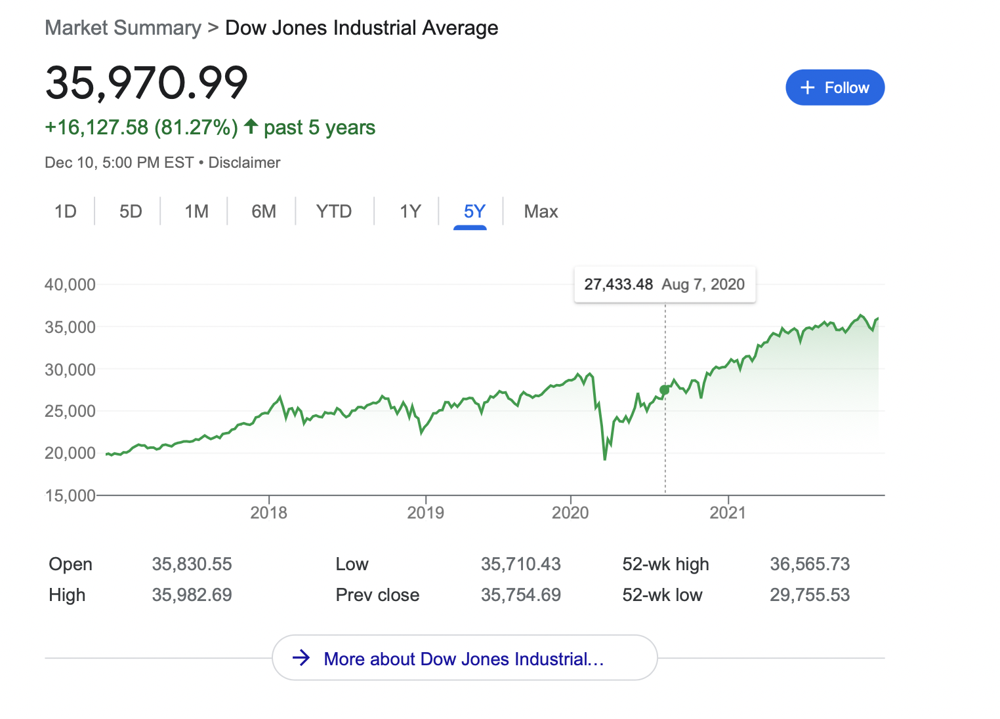 Market Summary > Dow Jones Industrial Average
35,970.99
+ Follow
+16,127.58 (81.27%) ↑ past 5 years
Dec 10, 5:00 PM EST • Disclaimer
1D 5D 1M 6M YTD 1Y 5Y Max
27,433.48 Aug 7, 2020
40,000
35,000
30,000
25,000
20,000
15,000
2018 2019 2020 2021
Open 35,830.55 Low 35,710.43 52-wk high 36,565.73
High 35,982.69 Prev close 35,754.69 52-wk low 29,755.53
→ More about Dow Jones Industrial...